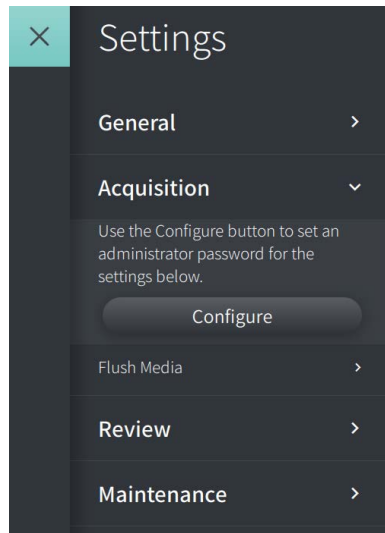 Settings
General
Acquisition
Use the Configure button to set an
administrator password for the
settings below.
Configure
Flush Media
Review
Maintenance